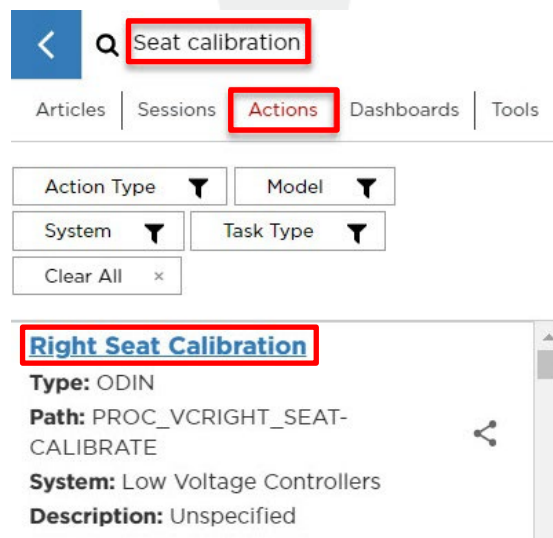 Seat calibration
Articles Sessions Actions Dashboards Tools
Action Type Model
System Task Type
Clear All ×
Right Seat Calibration
Type: ODIN
Path: PROC_VCRIGHT_SEAT-
CALIBRATE
System: Low Voltage Controllers
Description: Unspecified